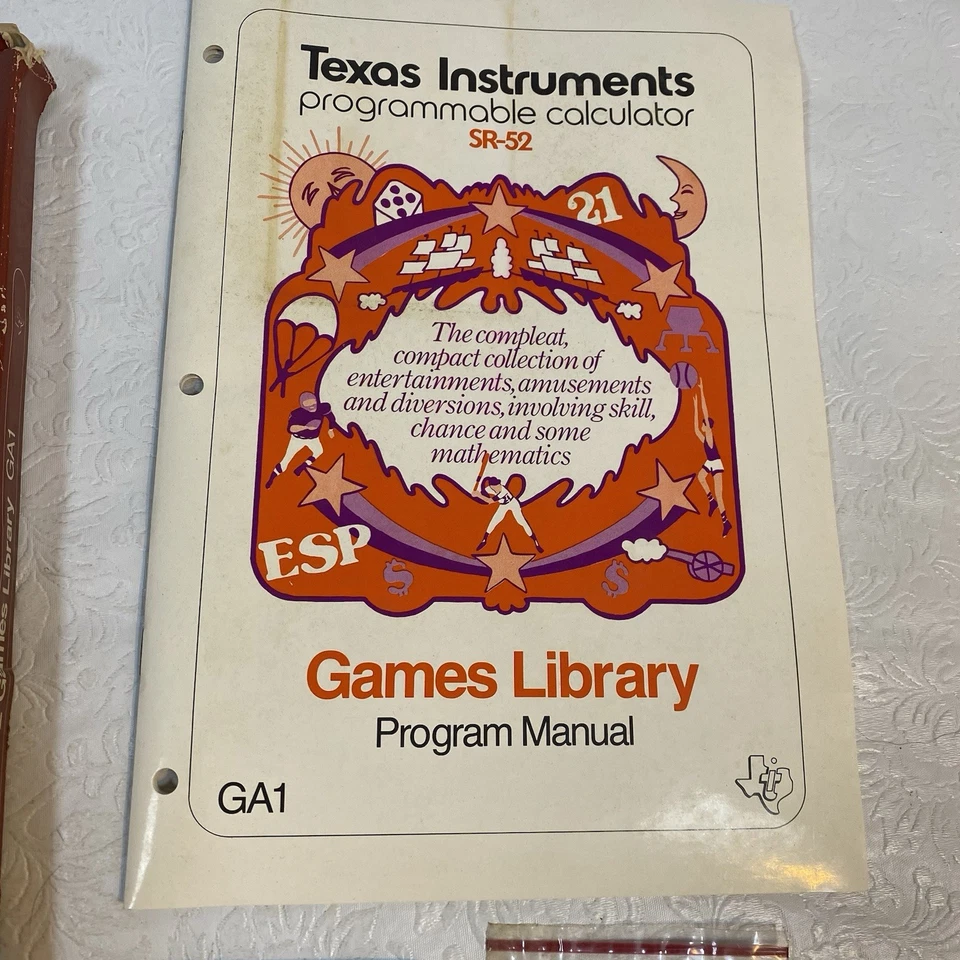 Texas Instruments
programmable calculator
SR-52
21
The compleat,
compact collection of
entertainments, amusements
and diversions, involving skill,
chance and some
mathematics
ESP
$
$
Games Library
Program Manual
GA1
Games Library GA1